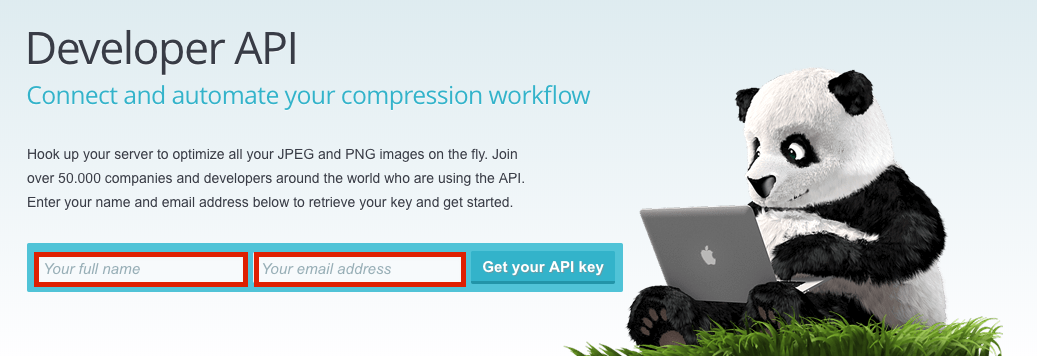 Developer API
Connect and automate your compression workflow
Hook up your server to optimize all your JPEG and PNG images on the fly. Join
over 50.000 companies and developers around the world who are using the API.
Enter your name and email address below to retrieve your key and get started.
Your full name Your email address Get your API key